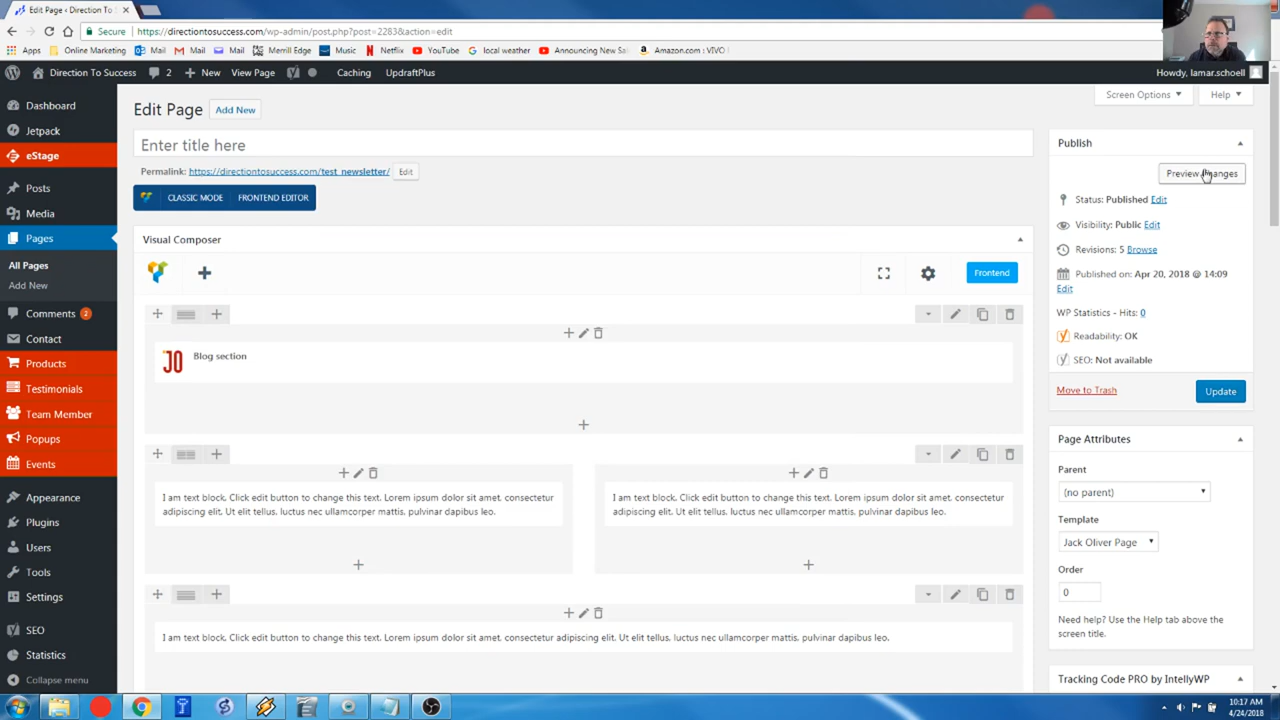 Edit Page ‹ Direction To S
Secure
https://directiontosuccess.com/wp-admin/post.php?post=2283&action=edit
Apps
Online Marketing
Mail
Mail
Mail
Merrill Edge
Music
Netflix
YouTube
local weather
Announcing New Sa
Amazon.com : VIVO
Direction To Success
2
New
View Page
Caching
UpdraftPlus
Howdy, lamar.schoell
Dashboard
Jetpack
eStage
Posts
Media
Pages
All Pages
Add New
Comments 2
Contact
Products
Testimonials
Team Member
Popups
Events
Appearance
Plugins
Users
Tools
Settings
SEO
Statistics
Collapse menu
Edit Page
Add New
Screen Options
Help
Enter title here
Permalink: https://directiontosuccess.com/test_newsletter/
Edit
CLASSIC MODE
FRONTEND EDITOR
Visual Composer
Frontend
JO
Blog section
I am text block. Click edit button to change this text. Lorem ipsum dolor sit amet, consectetur
adipiscing elit. Ut elit tellus, luctus nec ullamcorper mattis, pulvinar dapibus leo.
I am text block. Click edit button to change this text. Lorem ipsum dolor sit amet, consectetur
adipiscing elit. Ut elit tellus, luctus nec ullamcorper mattis, pulvinar dapibus leo.
I am text block. Click edit button to change this text. Lorem ipsum dolor sit amet, consectetur adipiscing elit. Ut elit tellus, luctus nec ullamcorper mattis, pulvinar dapibus leo.
Publish
Preview Changes
Status: Published Edit
Visibility: Public Edit
Revisions: 5 Browse
Published on: Apr 20, 2018 @ 14:09
Edit
WP Statistics - Hits: 0
Readability: OK
SEO: Not available
Move to Trash
Update
Page Attributes
Parent
(no parent)
Template
Jack Oliver Page
Order
0
Need help? Use the Help tab above the
screen title.
Tracking Code PRO by IntellyWP
10:17 AM
4/24/2018